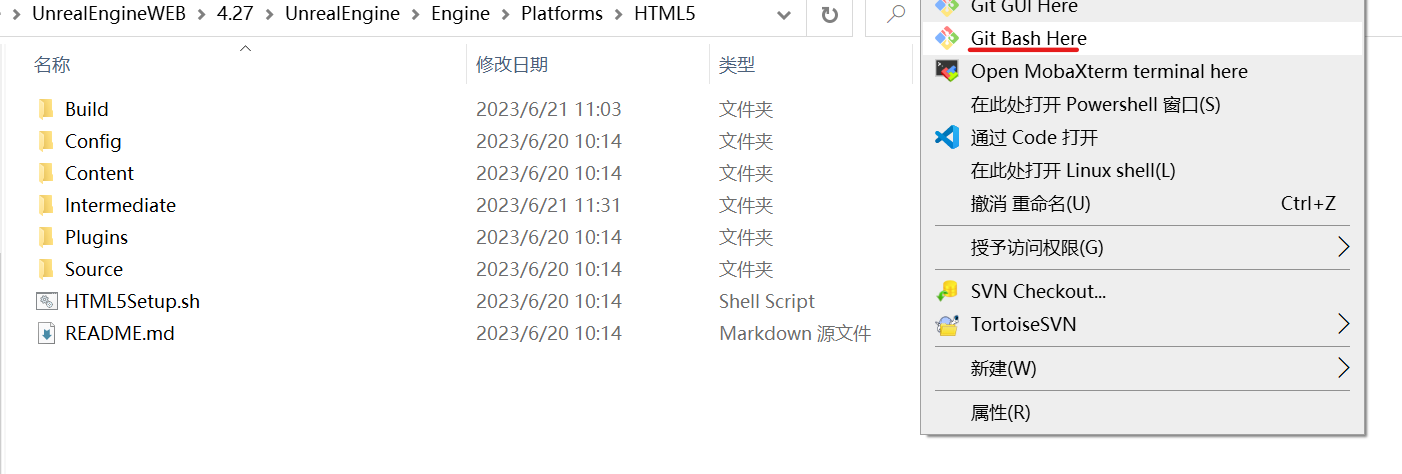 UnrealEngineWEB > 4.27 > UnrealEngine > Engine > Platforms > HTML5
名称 修改日期 类型
Build 2023/6/21 11:03 文件夹
Config 2023/6/20 10:14 文件夹
Content 2023/6/20 10:14 文件夹
Intermediate 2023/6/21 11:31 文件夹
Plugins 2023/6/20 10:14 文件夹
Source 2023/6/20 10:14 文件夹
HTML5Setup.sh 2023/6/20 10:14 Shell Script
README.md 2023/6/20 10:14 Markdown 源文件
Git GUI Here
Git Bash Here
Open MobaXterm terminal here
在此处打开 Powershell 窗口(S)
通过 Code 打开
在此处打开 Linux shell(L)
撤消 重命名(U) Ctrl+Z
授予访问权限(G)
SVN Checkout...
TortoiseSVN
新建(W)
属性(R)